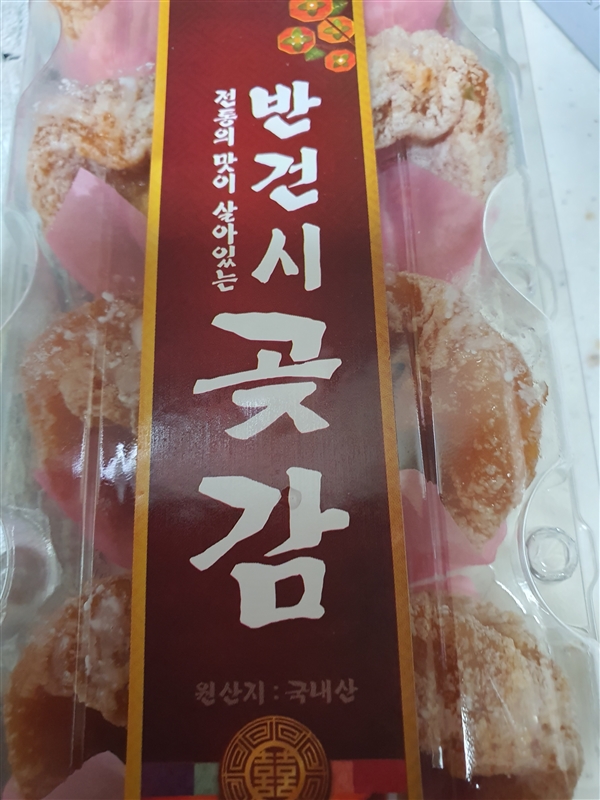 전통의 맛이 살아있는
반건시
곶감
원산지 : 국내산
囍